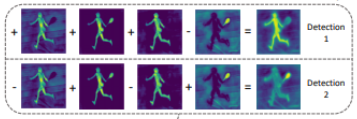 + + + - = Detection
1
- + - + = Detection
2